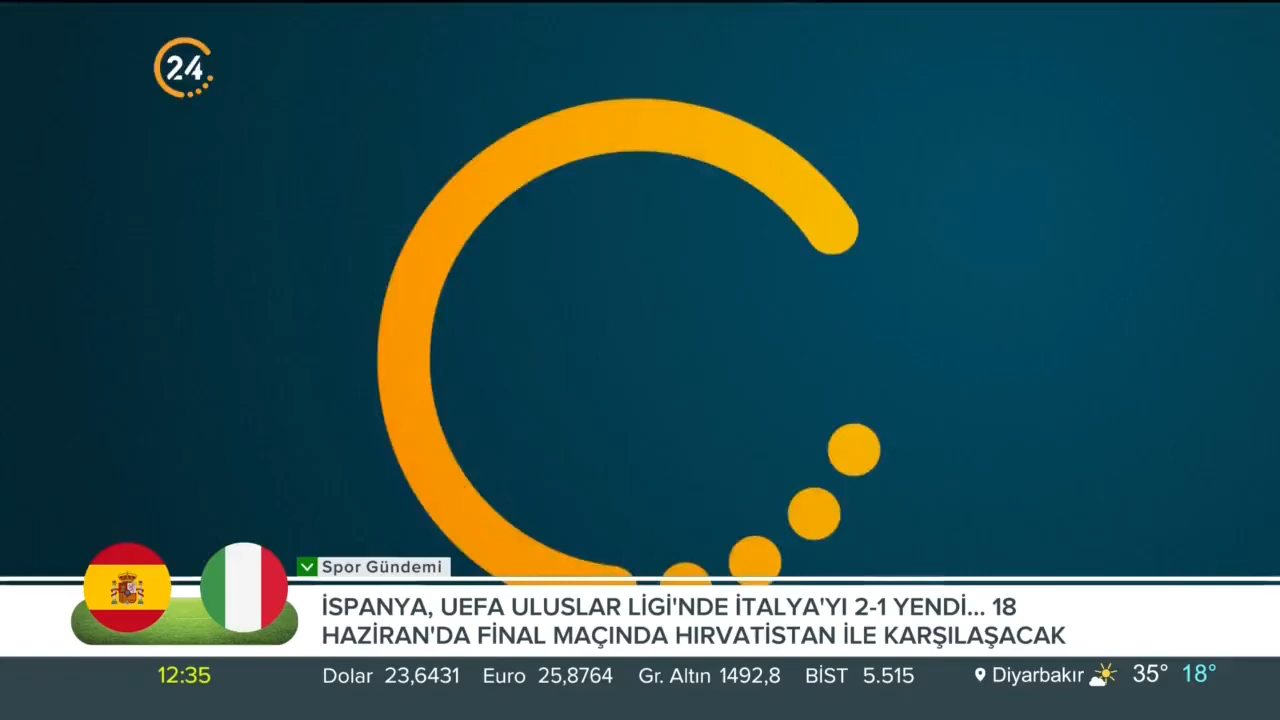 24
Spor Gündemi
İSPANYA, UEFA ULUSLAR LİGİ'NDE İTALYA'YI 2-1 YENDİ... 18
HAZİRAN'DA FİNAL MAÇINDA HIRVATİSTAN İLE KARŞILAŞACAK
12:35 Dolar 23,6431 Euro 25,8764 Gr. Altın 1492,8 BİST 5.515 Diyarbakır 35° 18°